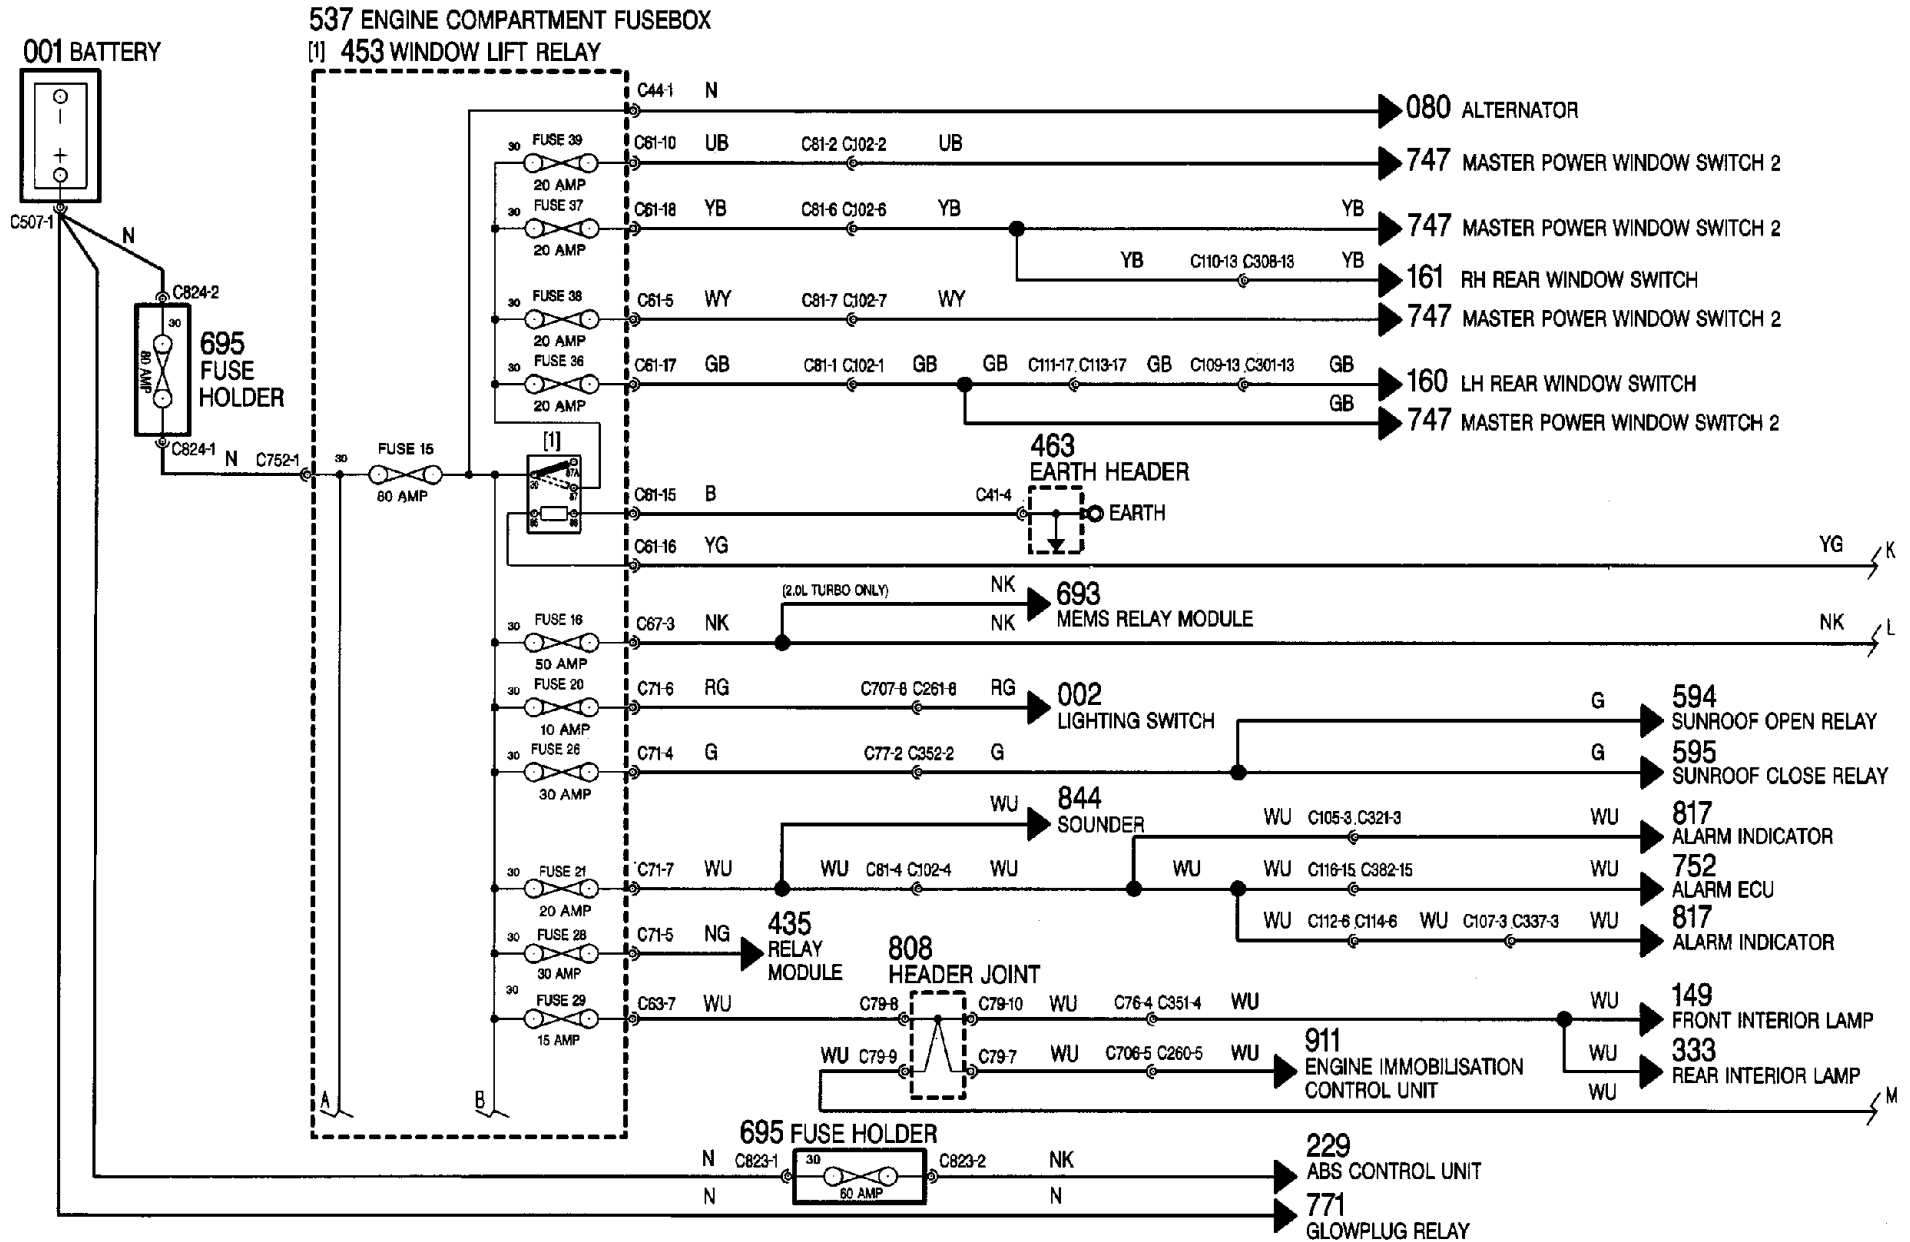 537 ENGINE COMPARTMENT FUSEBOX
001 BATTERY
[1] 453 WINDOW LIFT RELAY
C44-1 N
080 ALTERNATOR
FUSE 39
30
20 AMP
C61-10 UB C81-2 C102-2 UB
747 MASTER POWER WINDOW SWITCH 2
FUSE 37
30
20 AMP
C61-18 YB C81-6 C102-6 YB YB
747 MASTER POWER WINDOW SWITCH 2
C507-1
N
YB C110-13 C308-13 YB
161 RH REAR WINDOW SWITCH
C824-2
FUSE 38
30
20 AMP
C61-5 WY C81-7 C102-7 WY
747 MASTER POWER WINDOW SWITCH 2
30
80 AMP
695
FUSE
HOLDER
FUSE 36
30
20 AMP
C61-17 GB C81-1 C102-1 GB GB C111-17 C113-17 GB C109-13 C301-13 GB
160 LH REAR WINDOW SWITCH
GB
747 MASTER POWER WINDOW SWITCH 2
C824-1
N C752-1
30
FUSE 15
80 AMP
[1]
30 87A
87
463
EARTH HEADER
C61-15 B C41-4
EARTH
C61-16 YG YG K
(2.0L TURBO ONLY) NK
693
MEMS RELAY MODULE
FUSE 16
30
50 AMP
C67-3 NK NK NK L
FUSE 20
30
10 AMP
C71-6 RG C707-8 C261-8 RG
002
LIGHTING SWITCH
G
594
SUNROOF OPEN RELAY
FUSE 26
30
30 AMP
C71-4 G C77-2 C352-2 G G
595
SUNROOF CLOSE RELAY
WU
844
SOUNDER
WU C105-3 C321-3 WU
817
ALARM INDICATOR
FUSE 21
30
20 AMP
C71-7 WU WU C81-4 C102-4 WU WU WU C116-15 C382-15 WU
752
ALARM ECU
WU C112-6 C114-6 WU C107-3 C337-3 WU
817
ALARM INDICATOR
FUSE 28
30
30 AMP
C71-5 NG
435
RELAY
MODULE
808
HEADER JOINT
FUSE 29
30
15 AMP
C63-7 WU C79-8 C79-10 WU C76-4 C351-4 WU WU
149
FRONT INTERIOR LAMP
WU C79-9 C79-7 WU C706-5 C260-5 WU
911
ENGINE IMMOBILISATION
CONTROL UNIT
WU
333
REAR INTERIOR LAMP
WU M
A B
695 FUSE HOLDER
N C823-1
30
60 AMP
C823-2 NK
229
ABS CONTROL UNIT
N N
771
GLOWPLUG RELAY